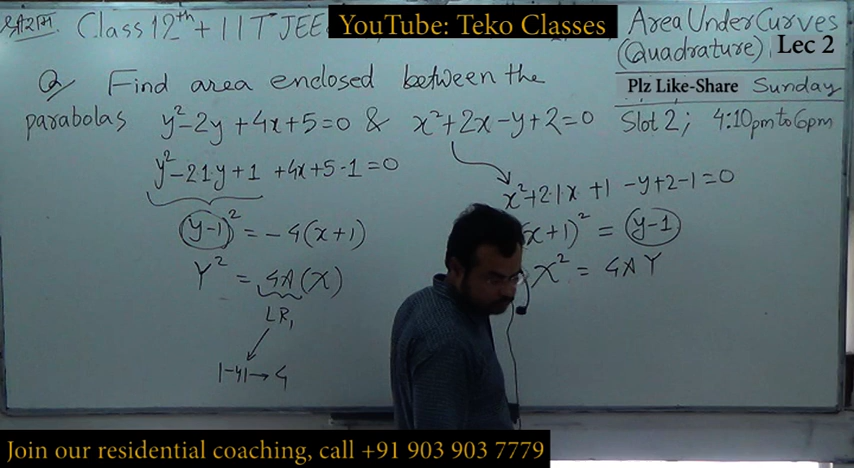 Class 12th + IIT JEE
YouTube: Teko Classes
Area Under Curves
(Quadrature) Lec 2
Plz Like-Share Sunday
Slot 2; 4:10pm to 6pm
Q Find area enclosed between the
parabolas y²-2y+4x+5=0 & x²+2x-y+2=0
y²-2·1·y+1 +4x+5-1=0
x²+2·1·x+1-y+2-1=0
(y-1)² = -4(x+1)
(x+1)² = (y-1)
Y² = 4A(X)
X² = 4A Y
LR₁
|-4|→4
Join our residential coaching, call +91 903 903 7779